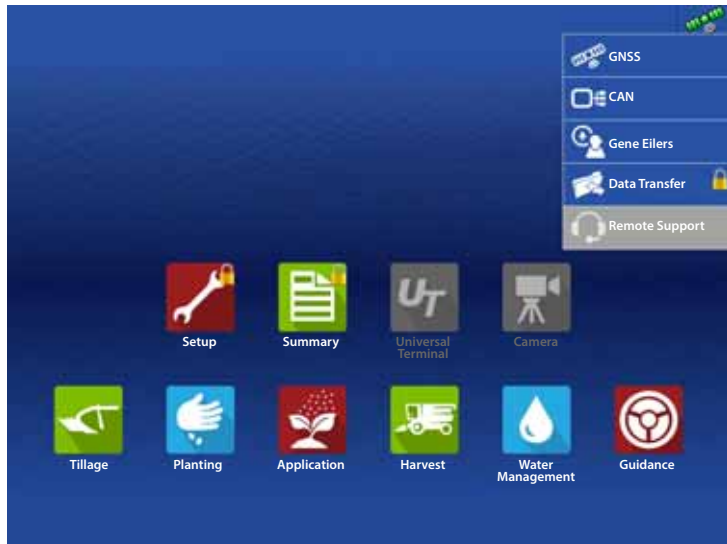 GNSS
CAN
Gene Eilers
Data Transfer
Remote Support
UT
Setup
Summary
Universal
Terminal
Camera
Tillage
Planting
Application
Harvest
Water
Management
Guidance